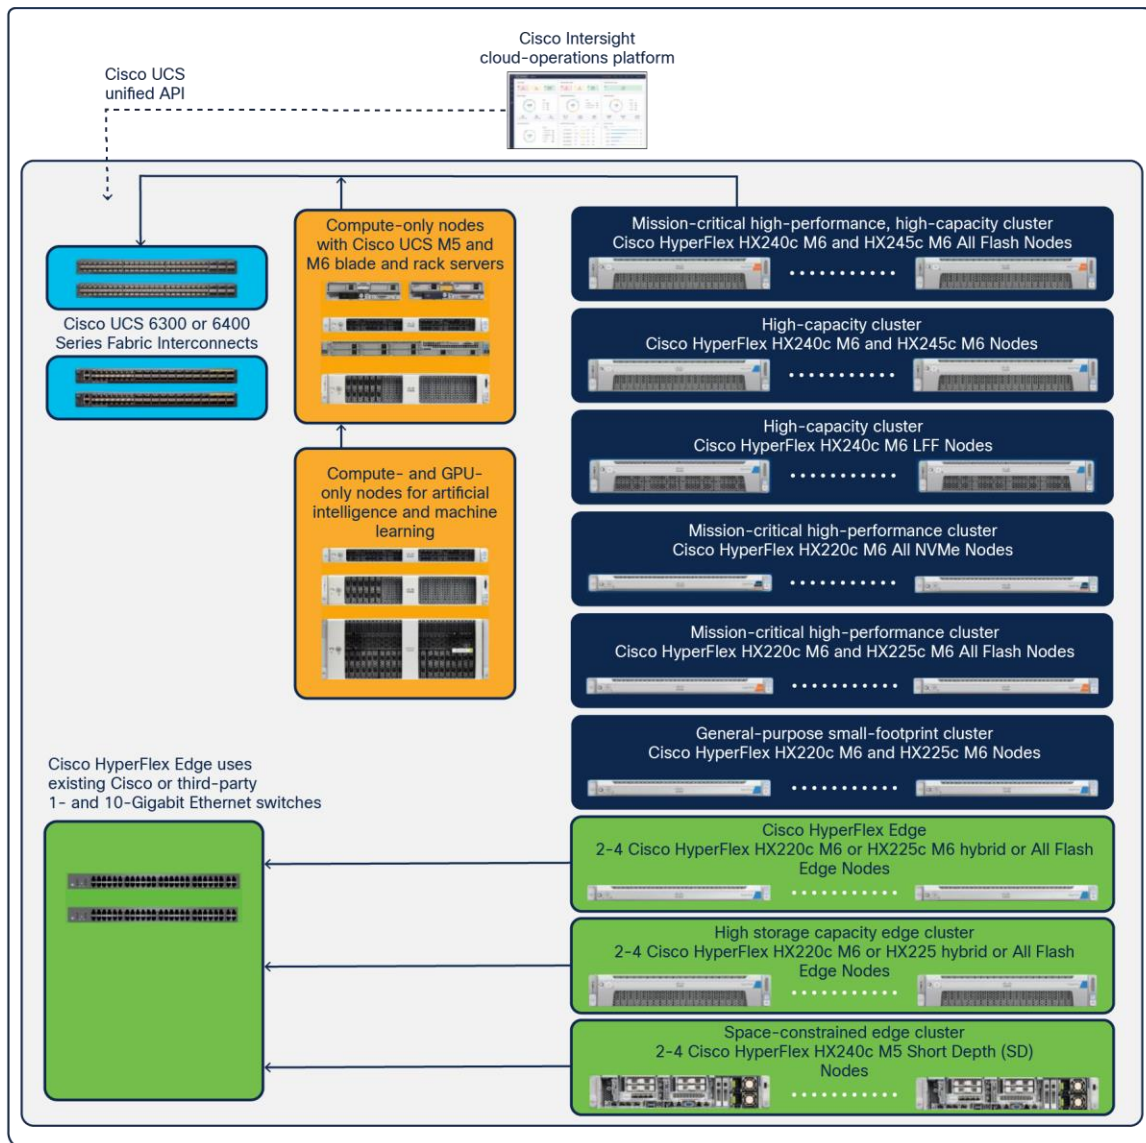 Cisco Intersight
cloud-operations platform
Cisco UCS
unified API
Compute-only nodes
with Cisco UCS M5 and
M6 blade and rack servers
Mission-critical high-performance, high-capacity cluster
Cisco HyperFlex HX240c M6 and HX245c M6 All Flash Nodes
Cisco UCS 6300 or 6400
Series Fabric Interconnects
High-capacity cluster
Cisco HyperFlex HX240c M6 and HX245c M6 Nodes
High-capacity cluster
Cisco HyperFlex HX240c M6 LFF Nodes
Compute- and GPU-
only nodes for artificial
intelligence and machine
learning
Mission-critical high-performance cluster
Cisco HyperFlex HX220c M6 All NVMe Nodes
Mission-critical high-performance cluster
Cisco HyperFlex HX220c M6 and HX225c M6 All Flash Nodes
General-purpose small-footprint cluster
Cisco HyperFlex HX220c M6 and HX225c M6 Nodes
Cisco HyperFlex Edge uses
existing Cisco or third-party
1- and 10-Gigabit Ethernet switches
Cisco HyperFlex Edge
2-4 Cisco HyperFlex HX220c M6 or HX225c M6 hybrid or All Flash
Edge Nodes
High storage capacity edge cluster
2-4 Cisco HyperFlex HX220c M6 or HX225 hybrid or All Flash
Edge Nodes
Space-constrained edge cluster
2-4 Cisco HyperFlex HX240c M5 Short Depth (SD)
Nodes